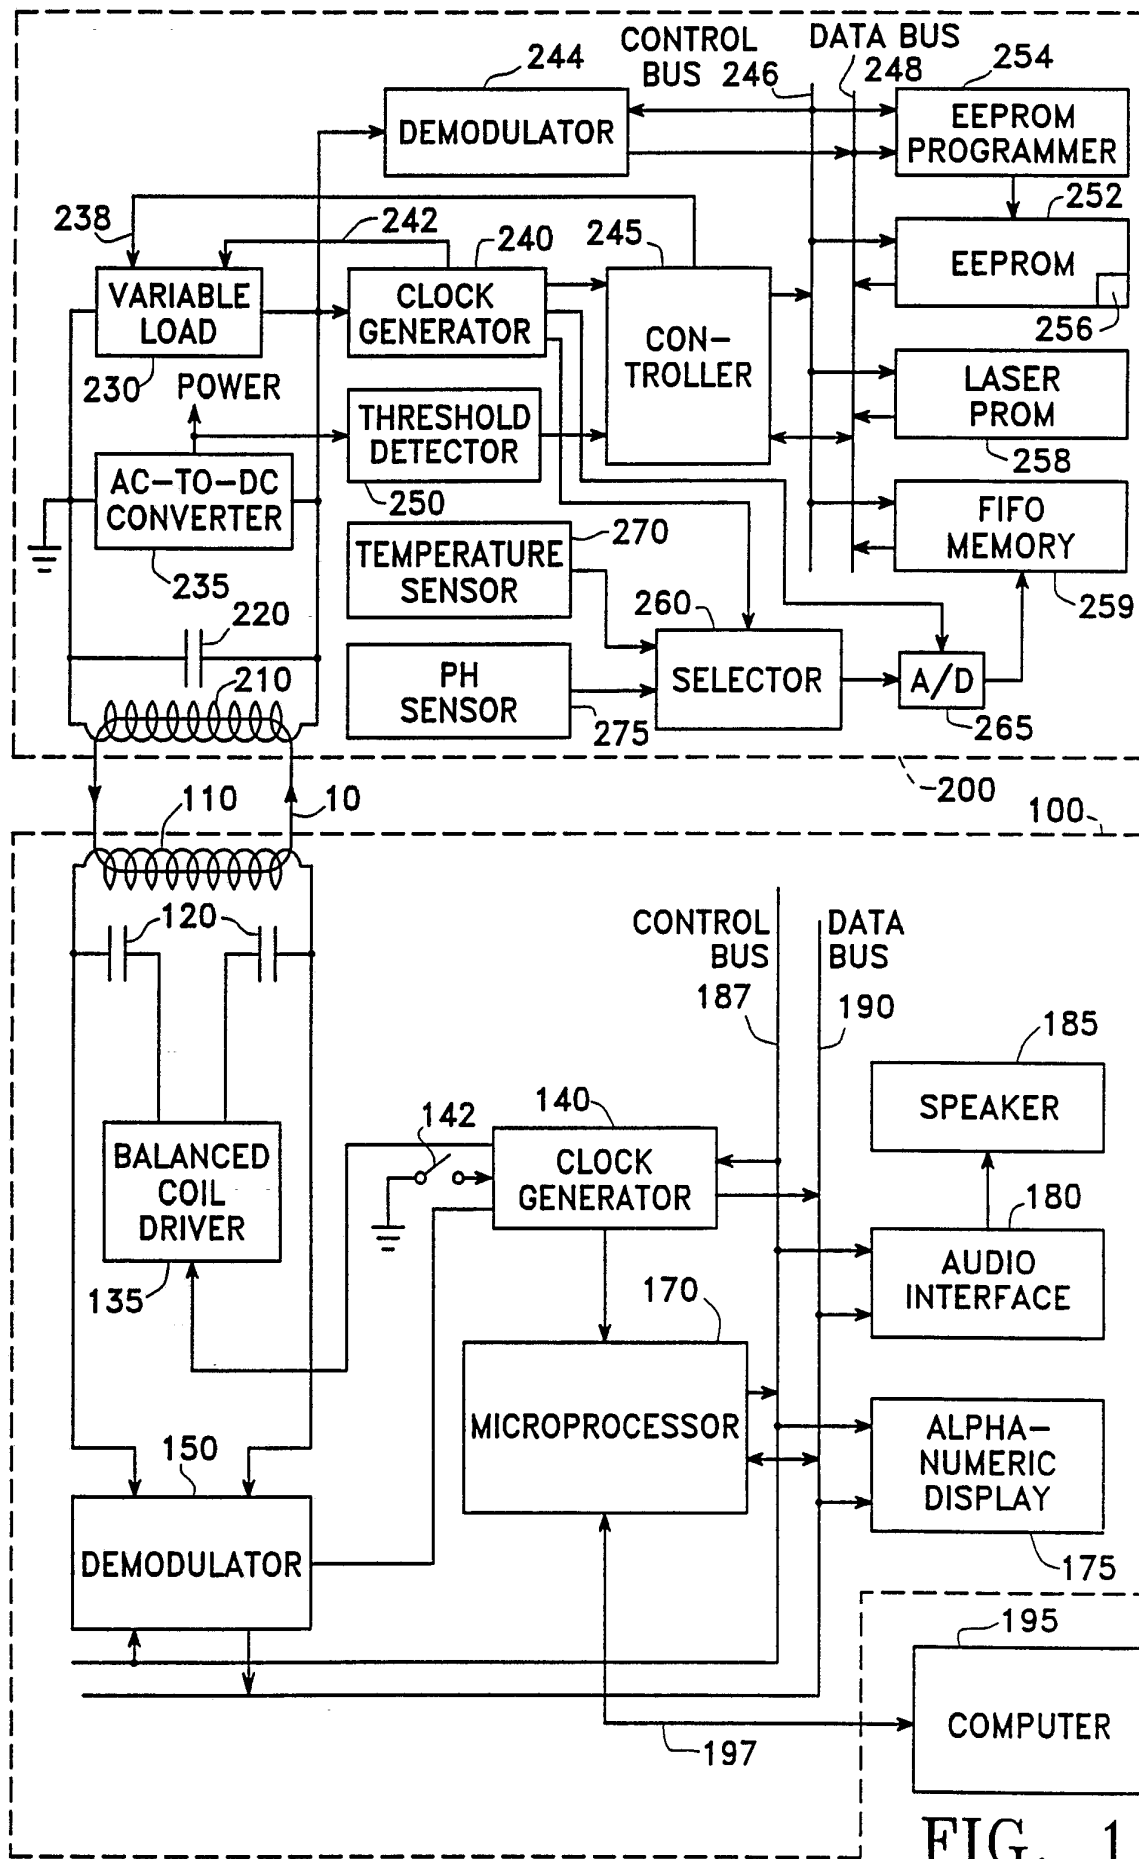 CONTROL
BUS 246
DATA BUS
248
244
254
DEMODULATOR
EEPROM
PROGRAMMER
238
242
240
245
252
VARIABLE
LOAD
CLOCK
GENERATOR
CON-
TROLLER
EEPROM
256
230
POWER
THRESHOLD
DETECTOR
LASER
PROM
258
AC-TO-DC
CONVERTER
250
235
270
TEMPERATURE
SENSOR
FIFO
MEMORY
259
220
260
210
PH
SENSOR
275
SELECTOR
A/D
265
200
110
10
100
120
CONTROL
BUS
187
DATA
BUS
190
185
SPEAKER
140
142
BALANCED
COIL
DRIVER
135
CLOCK
GENERATOR
180
AUDIO
INTERFACE
170
MICROPROCESSOR
ALPHA-
NUMERIC
DISPLAY
175
150
DEMODULATOR
195
COMPUTER
197
FIG. 1